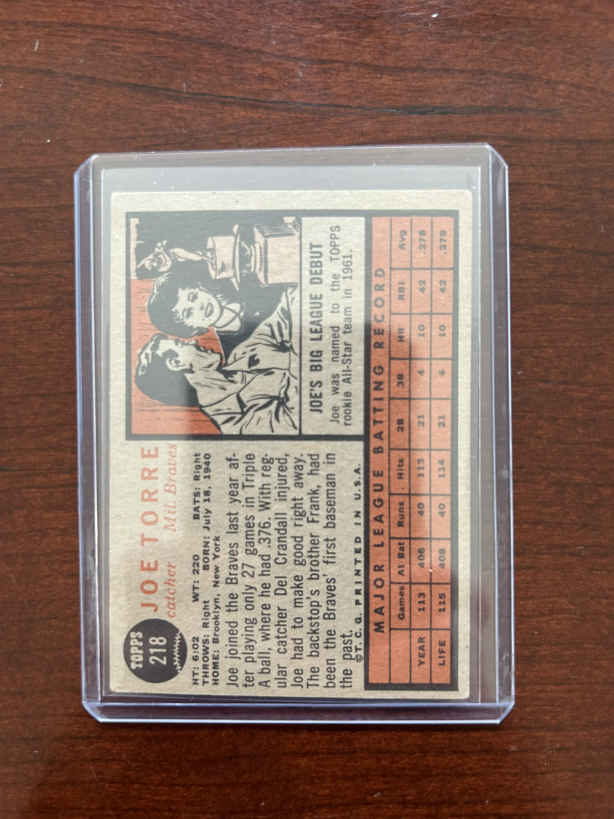 TOPPS
218
JOE TORRE
catcher Mil. Braves
HT: 6:02 WT: 220 BATS: Right
THROWS: Right BORN: July 18, 1940
HOME: Brooklyn, New York
Joe joined the Braves last year af-
ter playing only 27 games in Triple
A ball, where he had .376. With reg-
ular catcher Del Crandall injured,
Joe had to make good right away.
The backstop's brother Frank, had
been the Braves' first baseman in
the past.
©T.C.G. PRINTED IN U.S.A.
JOE'S BIG LEAGUE DEBUT
Joe was named to the TOPPS
rookie All-Star team in 1961.
MAJOR LEAGUE BATTING RECORD
Games At Bat Runs Hits 2B 3B HR RBI Avg
YEAR 113 406 40 113 21 4 10 42 .278
LIFE 115 408 40 114 21 4 10 42 .279